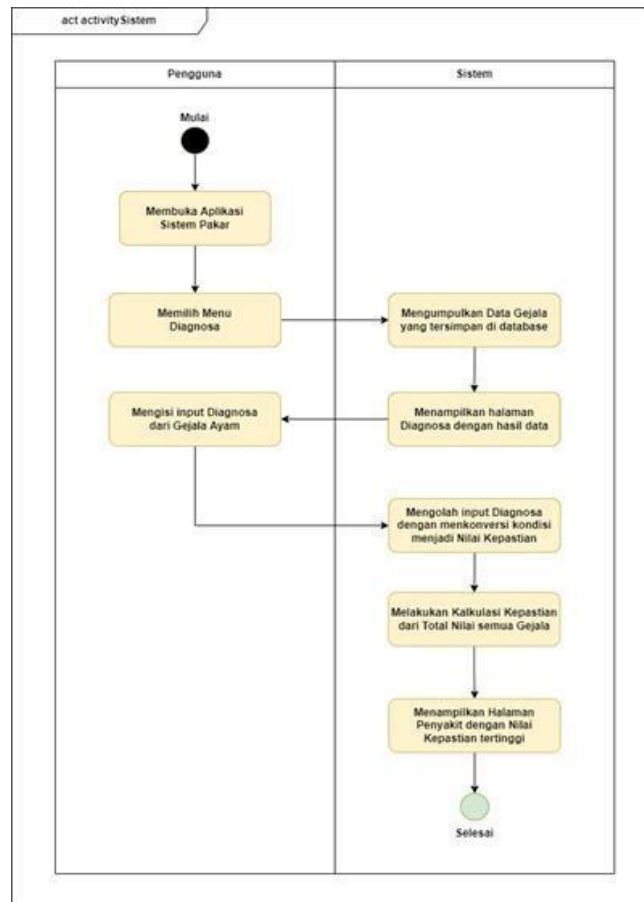 act activitySistem
Pengguna
Sistem
Mulai
Membuka Aplikasi
Sistem Pakar
Memilih Menu
Diagnosa
Mengumpulkan Data Gejala
yang tersimpan di database
Mengisi input Diagnosa
dari Gejala Ayam
Menampilkan halaman
Diagnosa dengan hasil data
Mengolah input Diagnosa
dengan menkonversi kondisi
menjadi Nilai Kepastian
Melakukan Kalkulasi Kepastian
dari Total Nilai semua Gejala
Menampilkan Halaman
Penyakit dengan Nilai
Kepastian tertinggi
Selesai